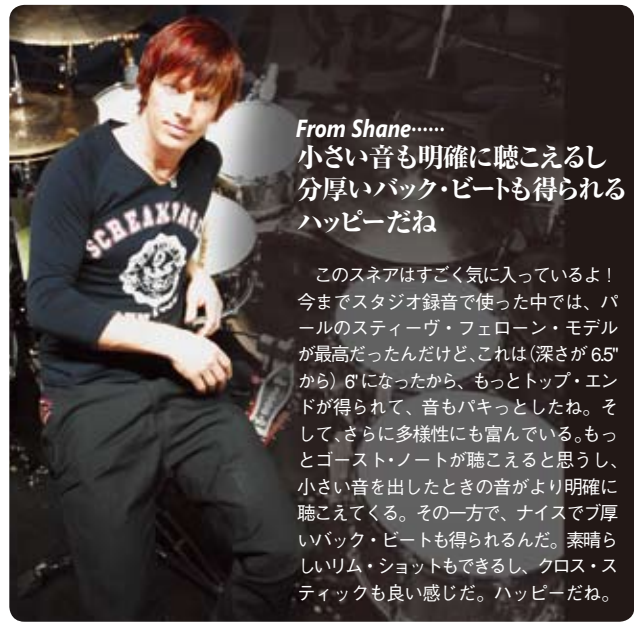 From Shane……
小さい音も明確に聴こえるし
分厚いバック・ビートも得られる
ハッピーだね
このスネアはすごく気に入っているよ！
今までスタジオ録音で使った中では、パ
ールのスティーヴ・フェローン・モデル
が最高だったんだけど、これは（深さが 6.5"
から）6"になったから、もっとトップ・エン
ドが得られて、音もパキっとしたね。そ
して、さらに多様性にも富んでいる。もっ
とゴースト・ノートが聴こえると思うし、
小さい音を出したときの音がより明確に
聴こえてくる。その一方で、ナイスでブ厚
いバック・ビートも得られるんだ。素晴ら
しいリム・ショットもできるし、クロス・ス
ティックも良い感じだ。ハッピーだね。